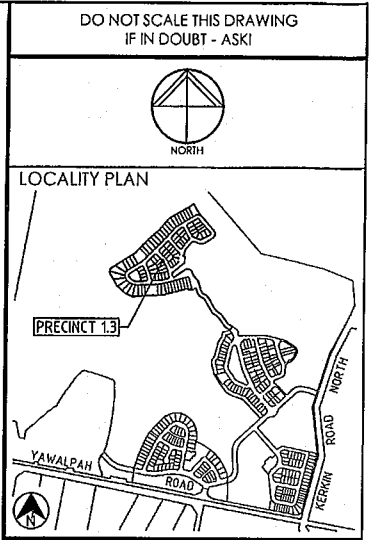 DO NOT SCALE THIS DRAWING
IF IN DOUBT - ASK!
NORTH
LOCALITY PLAN
PRECINCT 1.3
YAWALPAH
ROAD
KERKIN
ROAD
NORTH
N